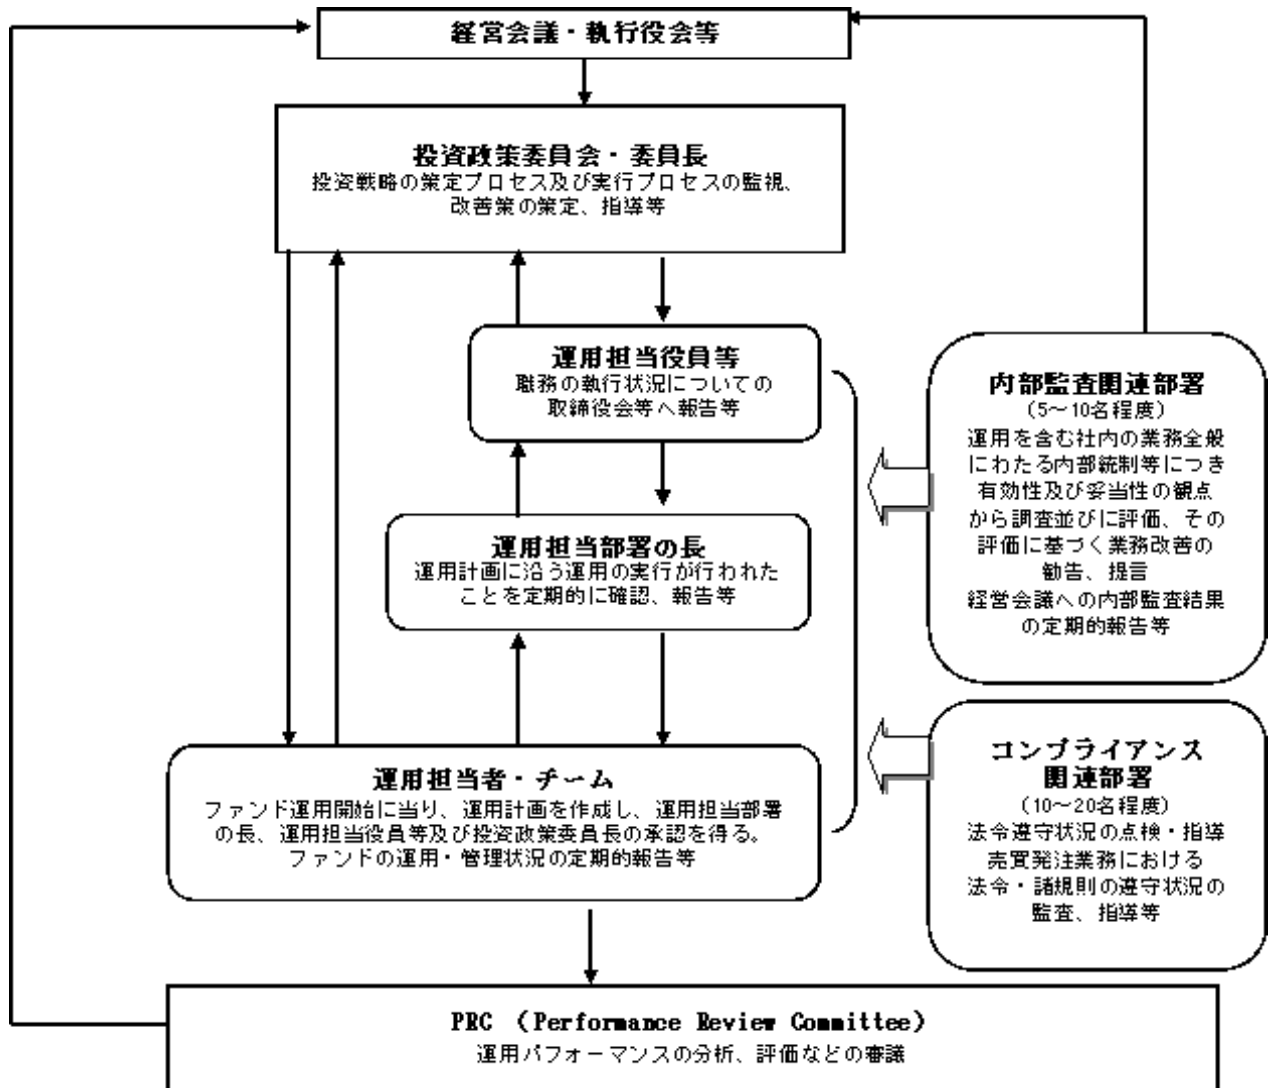 経営会議・執行役会等
投資政策委員会・委員長
投資戦略の策定プロセス及び実行プロセスの監視、
改善策の策定、指導等
運用担当役員等
職務の執行状況についての
取締役会等へ報告等
運用担当部署の長
運用計画に沿う運用の実行が行われた
ことを定期的に確認、報告等
運用担当者・チーム
ファンド運用開始に当り、運用計画を作成し、運用担当部署
の長、運用担当役員等及び投資政策委員長の承認を得る。
ファンドの運用・管理状況の定期的報告等
内部監査関連部署
（5～10名程度）
運用を含む社内の業務全般
にわたる内部統制等につき
有効性及び妥当性の観点
から調査並びに評価、その
評価に基づく業務改善の
勧告、提言
経営会議への内部監査結果
の定期的報告等
コンプライアンス
関連部署
（10～20名程度）
法令遵守状況の点検・指導
売買発注業務における
法令・諸規則の遵守状況の
監査、指導等
PRC （Performance Review Committee）
運用パフォーマンスの分析、評価などの審議